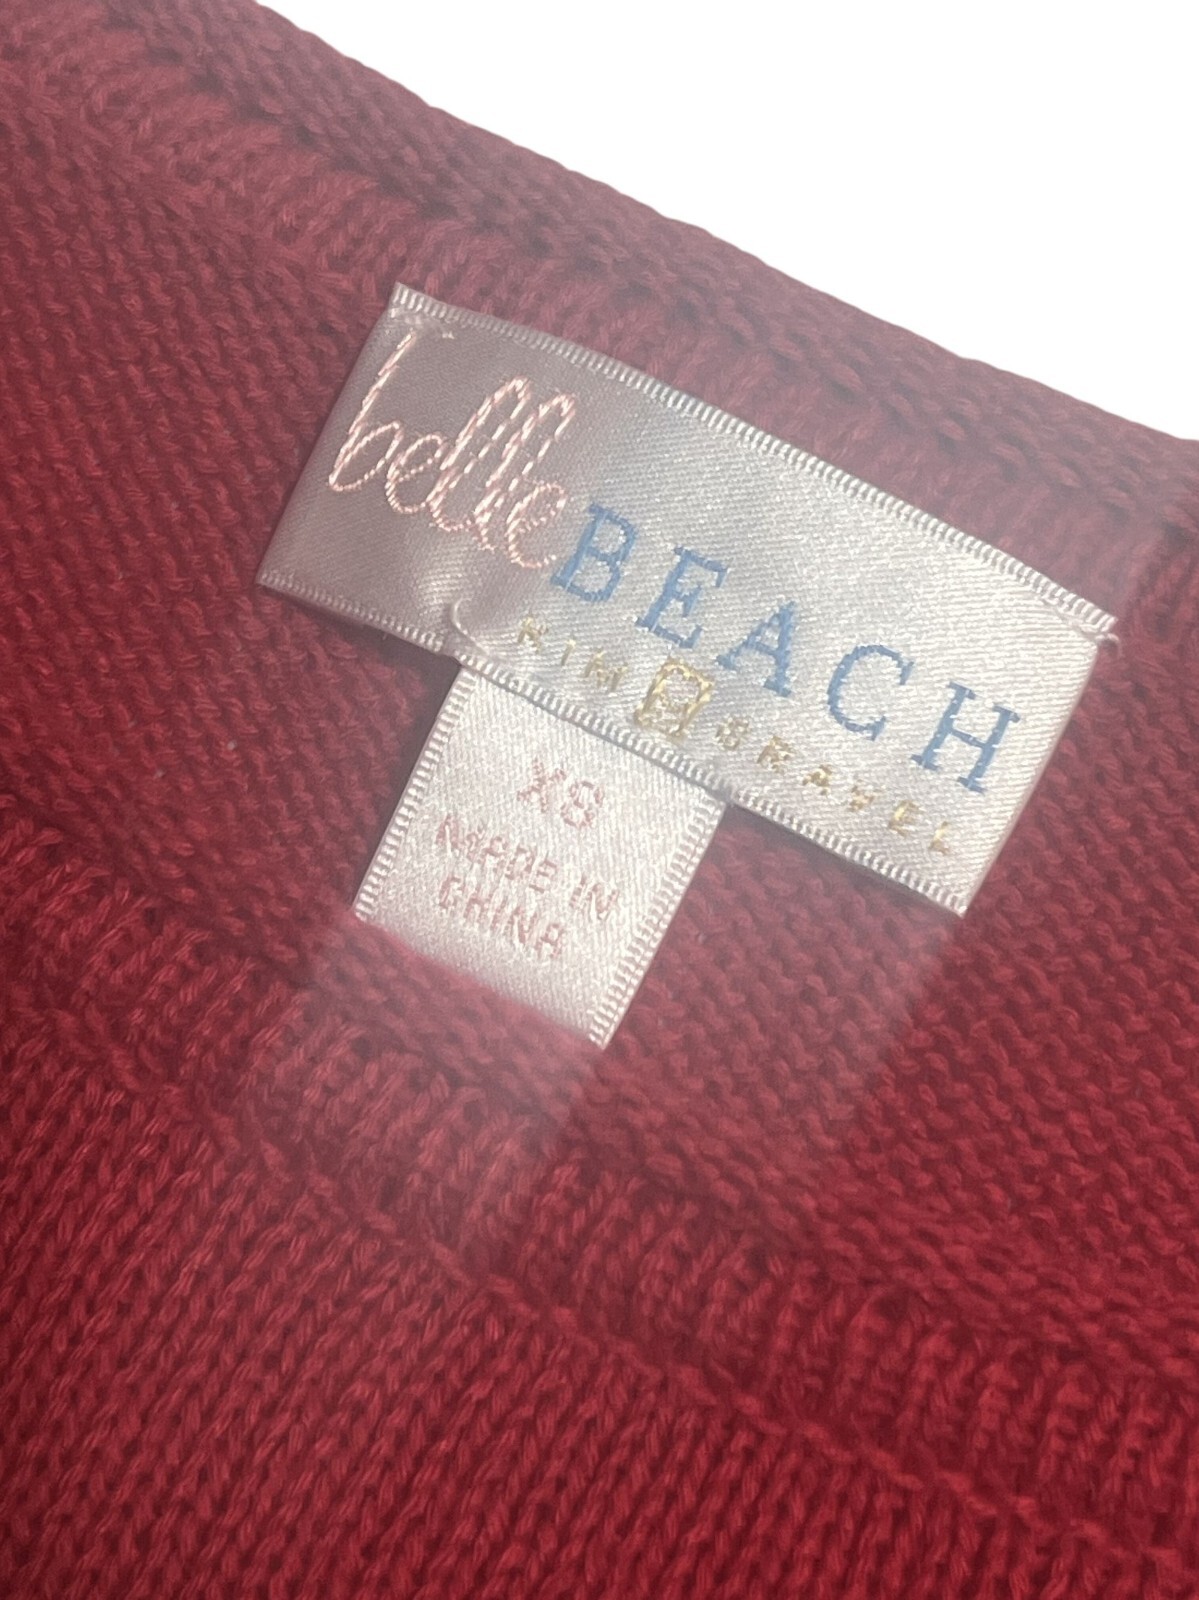 belle BEACH
KIM GRAVEL
XS
MADE IN
CHINA